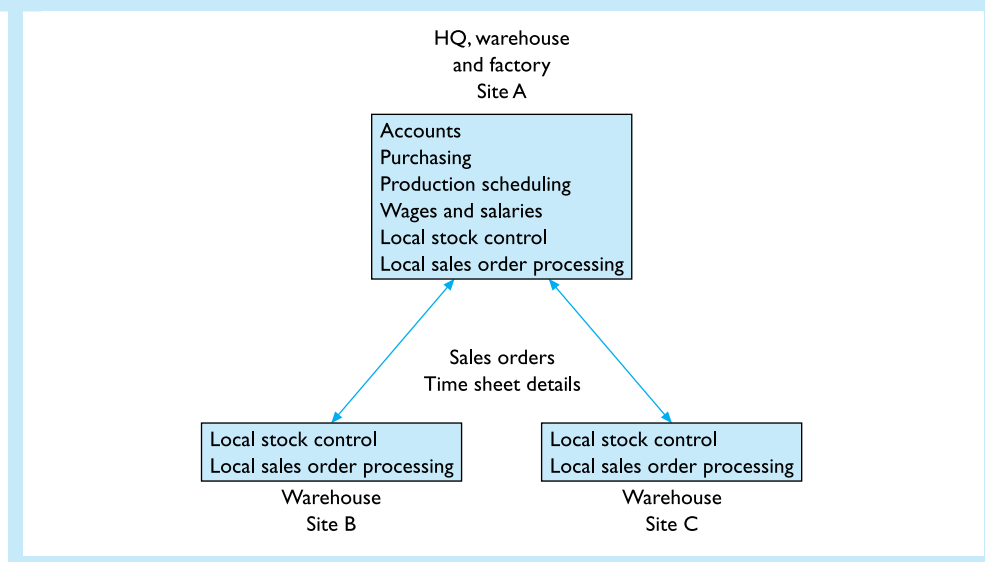 HQ, warehouse
and factory
Site A
Accounts
Purchasing
Production scheduling
Wages and salaries
Local stock control
Local sales order processing
Sales orders
Time sheet details
Local stock control
Local sales order processing
Warehouse
Site B
Local stock control
Local sales order processing
Warehouse
Site C